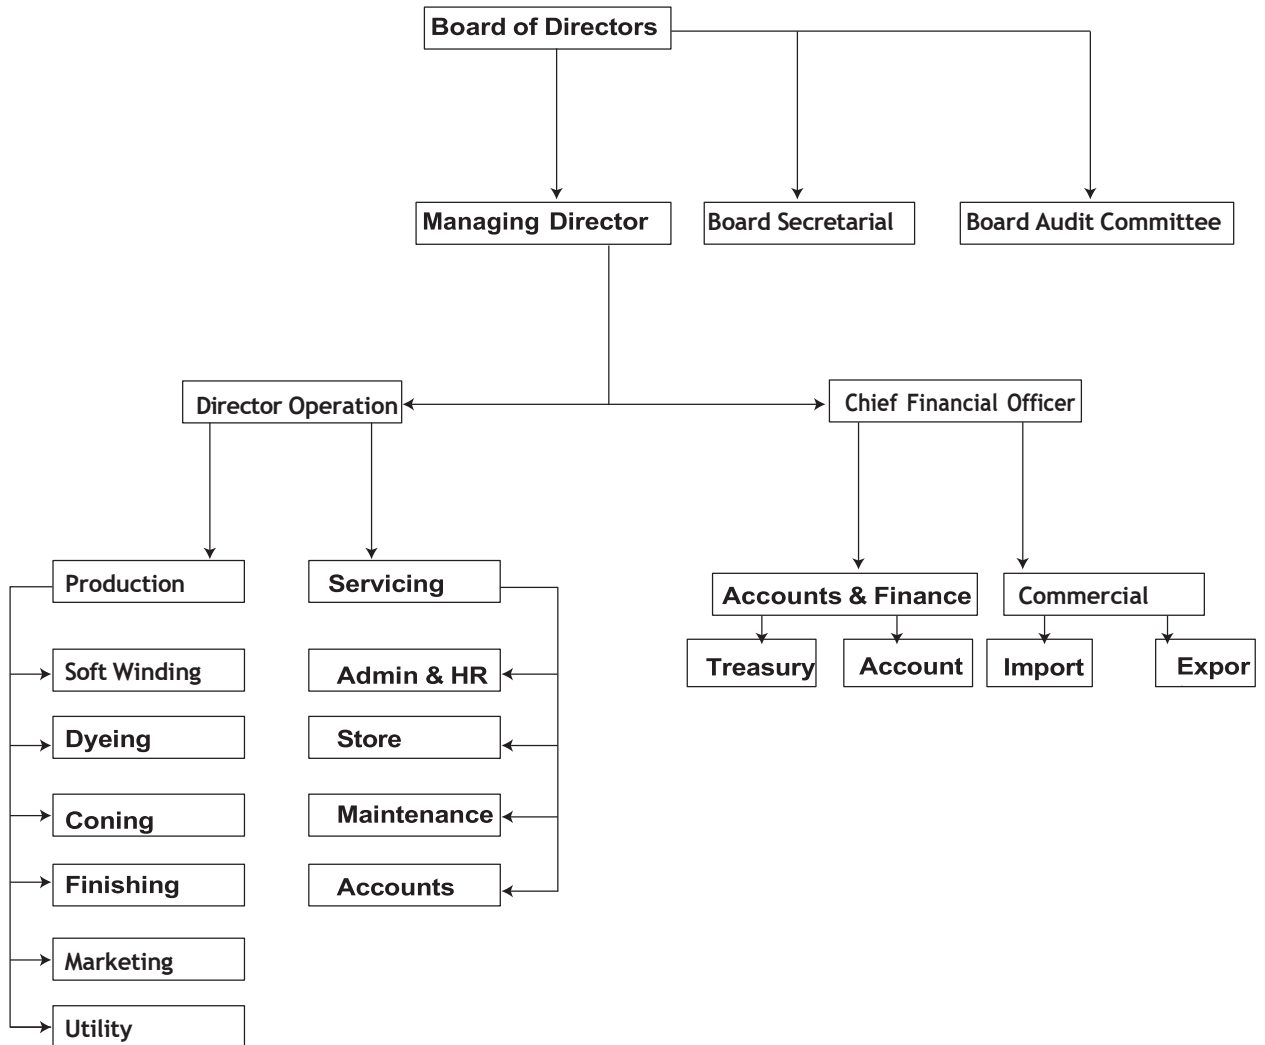 Board of Directors
Managing Director
Board Secretarial
Board Audit Committee
Director Operation
Chief Financial Officer
Production
Servicing
Accounts & Finance
Commercial
Soft Winding
Admin & HR
Treasury
Account
Import
Expor
Dyeing
Store
Coning
Maintenance
Finishing
Accounts
Marketing
Utility